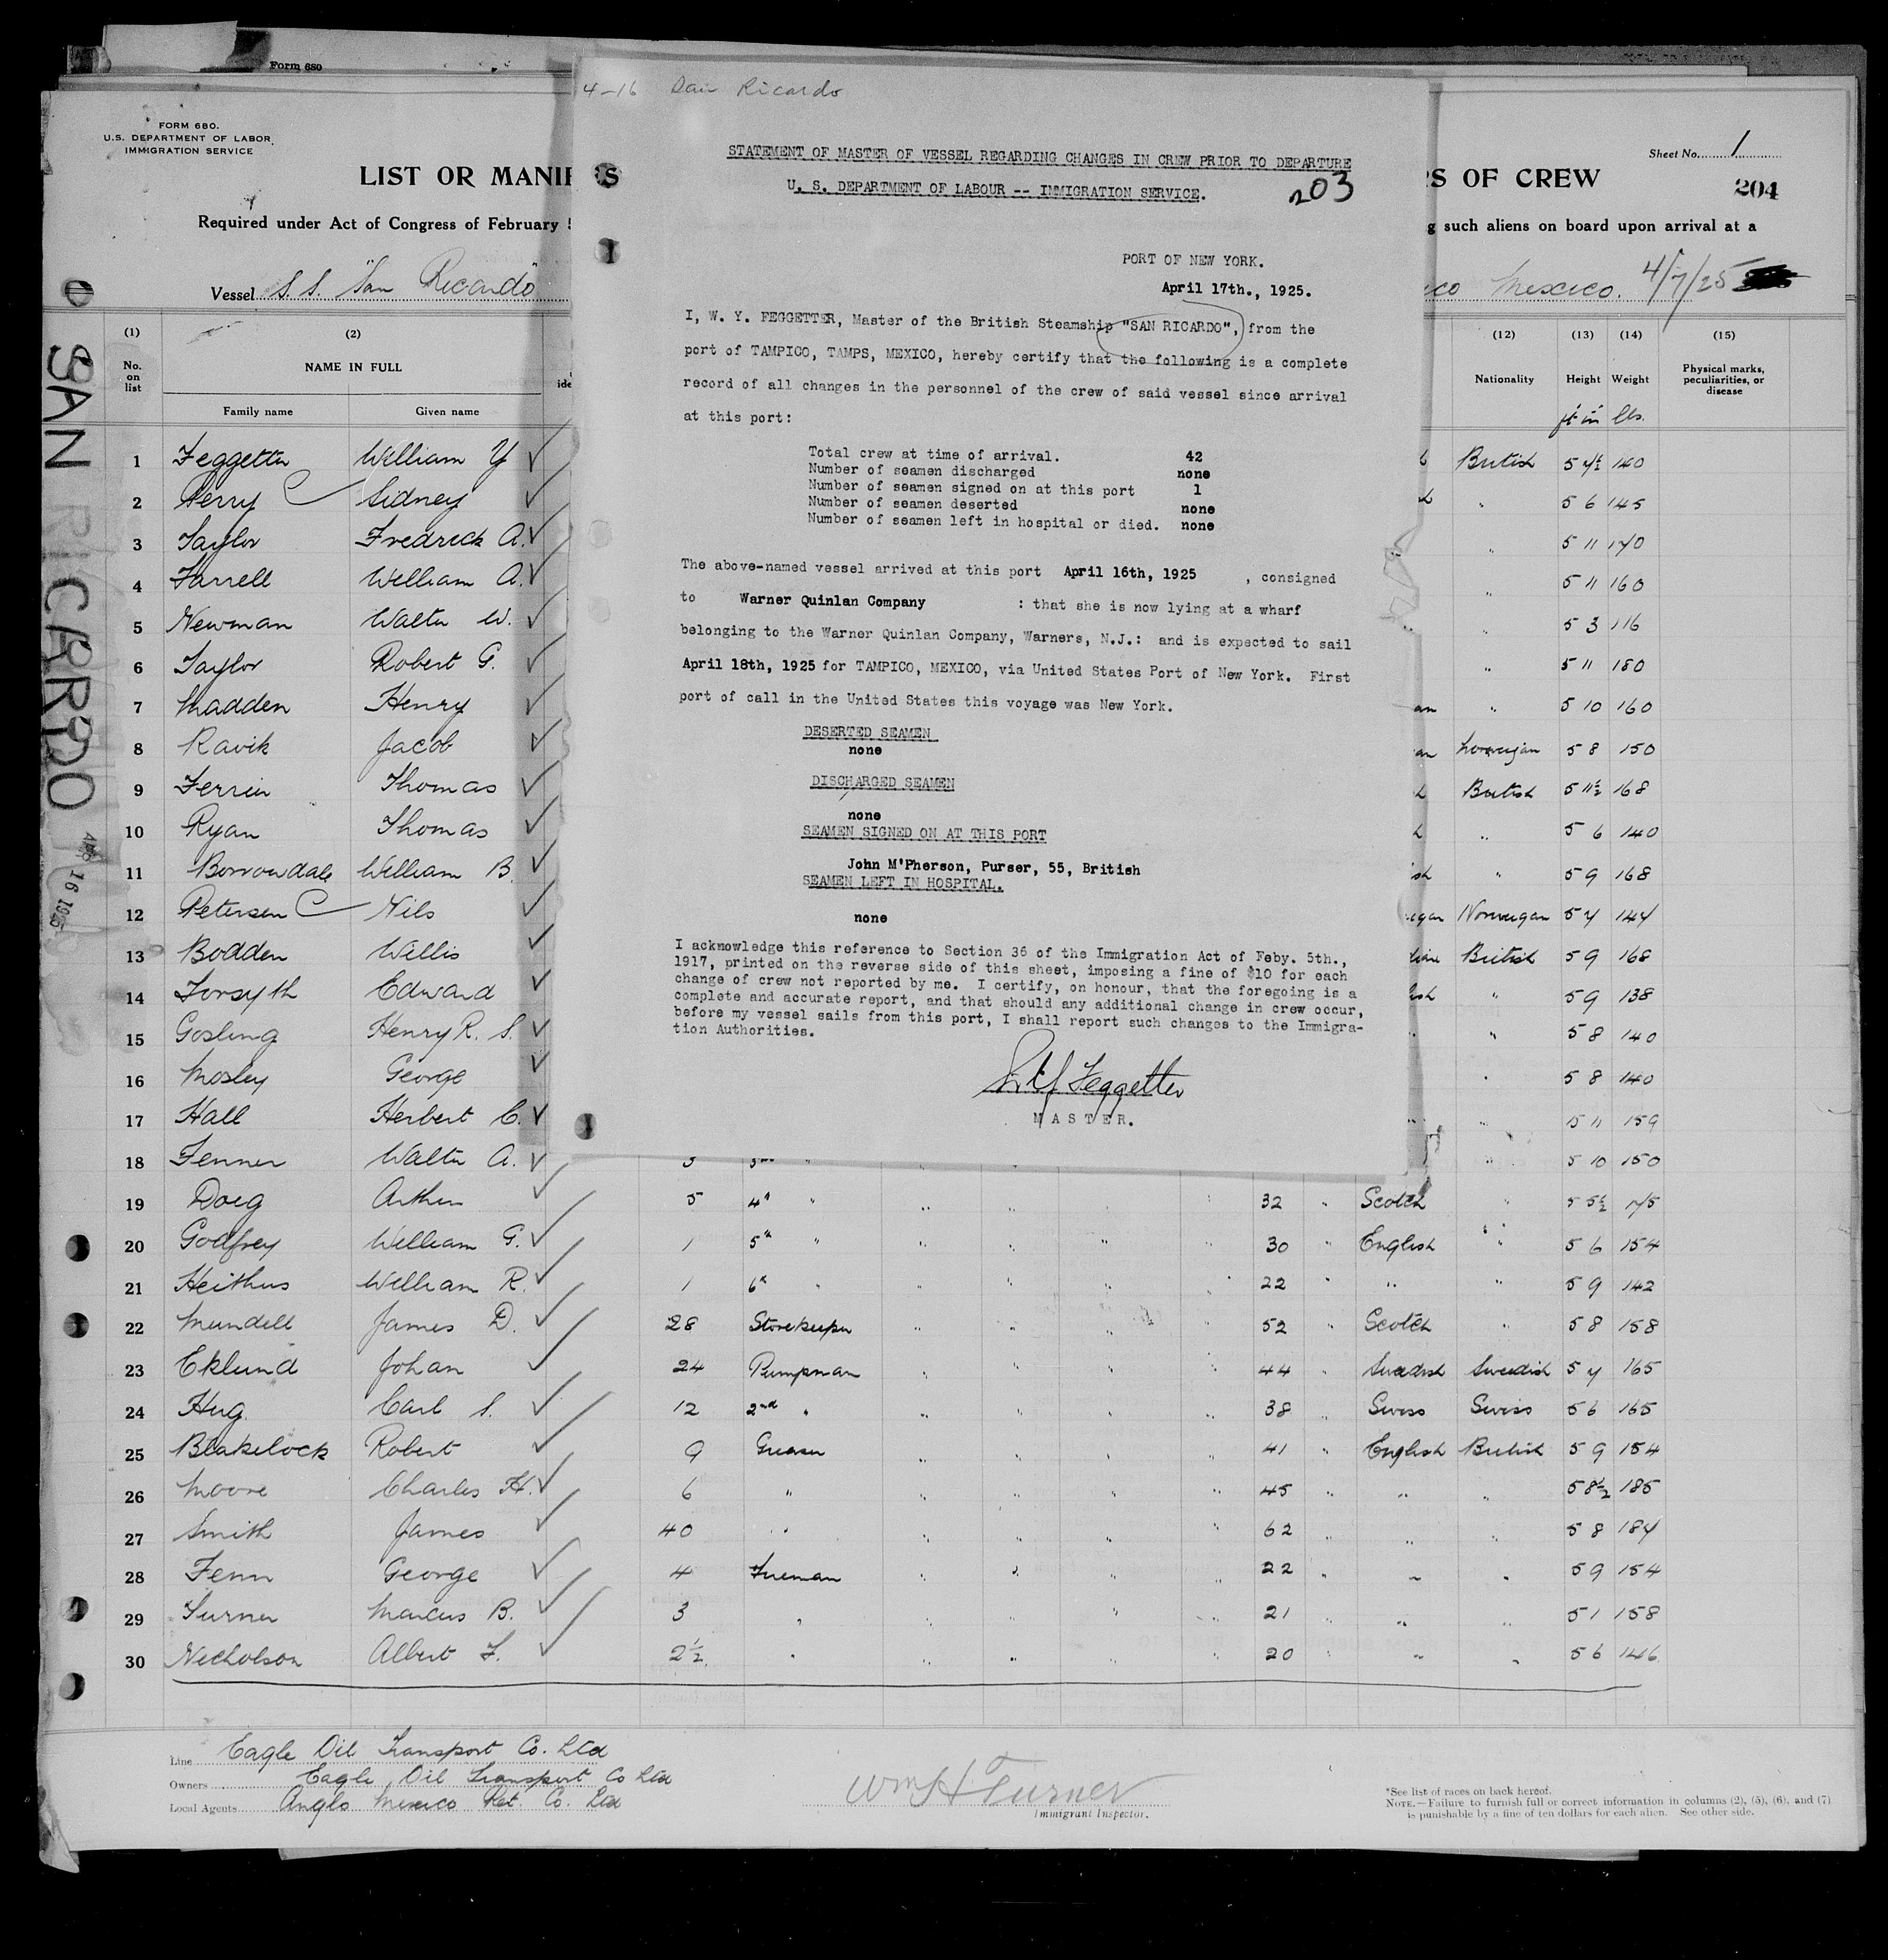 Form 680
4-16 San Ricardo
FORM 680.
U.S. DEPARTMENT OF LABOR
IMMIGRATION SERVICE
LIST OR MANIF
RS OF CREW
Sheet No. 1
204
Required under Act of Congress of February 5
g such aliens on board upon arrival at a
Vessel S.S. "San Ricardo"
ico Mexico. 4/7/25
SAN RICARDO
APR 16 1925
STATEMENT OF MASTER OF VESSEL REGARDING CHANGES IN CREW PRIOR TO DEPARTURE
U. S. DEPARTMENT OF LABOUR -- IMMIGRATION SERVICE.
203
PORT OF NEW YORK.
April 17th., 1925.
I, W. Y. FEGGETTER, Master of the British Steamship "SAN RICARDO", from the
port of TAMPICO, TAMPS, MEXICO, hereby certify that the following is a complete
record of all changes in the personnel of the crew of said vessel since arrival
at this port:
Total crew at time of arrival. 42
Number of seamen discharged none
Number of seamen signed on at this port 1
Number of seamen deserted none
Number of seamen left in hospital or died. none
The above-named vessel arrived at this port April 16th, 1925 , consigned
to Warner Quinlan Company : that she is now lying at a wharf
belonging to the Warner Quinlan Company, Warners, N.J.: and is expected to sail
April 18th, 1925 for TAMPICO, MEXICO, via United States Port of New York. First
port of call in the United States this voyage was New York.
DESERTED SEAMEN
none
DISCHARGED SEAMEN
none
SEAMEN SIGNED ON AT THIS PORT
John M'Pherson, Purser, 55, British
SEAMEN LEFT IN HOSPITAL.
none
I acknowledge this reference to Section 36 of the Immigration Act of Feby. 5th.,
1917, printed on the reverse side of this sheet, imposing a fine of $10 for each
change of crew not reported by me. I certify, on honour, that the foregoing is a
complete and accurate report, and that should any additional change in crew occur,
before my vessel sails from this port, I shall report such changes to the Immigra-
tion Authorities.
W Y Feggetter
MASTER.
(1) (2) (12) (13) (14) (15)
No. on list NAME IN FULL Nationality Height Weight Physical marks, peculiarities, or disease
Family name Given name ft in lbs.
1 Feggetter William Y British 140
2 Perry Sidney " 5 6 145
3 Taylor Fredrick A. " 5 11 170
4 Farrell William A. " 5 11 160
5 Newman Walter W. " 5 3 116
6 Taylor Robert G. " 5 11 180
7 Madden Henry " 5 10 160
8 Ravik Jacob Norwegian 5 8 150
9 Ferrier Thomas British 5 11½ 168
10 Ryan Thomas " 5 6 140
11 Borrowdale William B. " 5 9 168
12 Petersen Nils Norwegian 5 7 144
13 Bodden Willis British 5 9 168
14 Forsyth Edward " 5 9 138
15 Gosling Henry R. S. " 5 8 140
16 Mosley George " 5 8 140
17 Hall Herbert C. " 5 11 159
18 Fenner Walter A. " 5 10 150
19 Doig Arthur 5 4th " 32 " Scotch " 5 5½ 175
20 Godfrey William G. 1 5th " 30 " English " 5 6 154
21 Heithus William R. 1 6th " 22 " " " 5 9 142
22 Mundell James D. 28 Storekeeper 52 " Scotch " 5 8 158
23 Eklund Johan 24 Pumpman 44 " Swedish Swedish 5 7 165
24 Hug Carl S. 12 2nd " 38 " Swiss Swiss 5 6 165
25 Blakelock Robert 9 Greaser 41 " English British 5 9 154
26 Moore Charles H. 6 " 45 " " " 5 8½ 185
27 Smith James 40 " 62 " " " 5 8 184
28 Fenn George 4 Fireman 22 " " " 5 9 154
29 Turner Marcus B. 3 " 21 " " " 5 1 158
30 Nicholson Albert F. 2½ " 20 " " " 5 6 146
Line Eagle Oil Transport Co. Ltd
Owners Eagle Oil Transport Co Ltd
Local Agents Anglo Mexico Pet. Co. Ltd
Wm H Turner
Immigrant Inspector.
*See list of races on back hereof.
NOTE.—Failure to furnish full or correct information in columns (2), (5), (6), and (7)
is punishable by a fine of ten dollars for each alien. See other side.